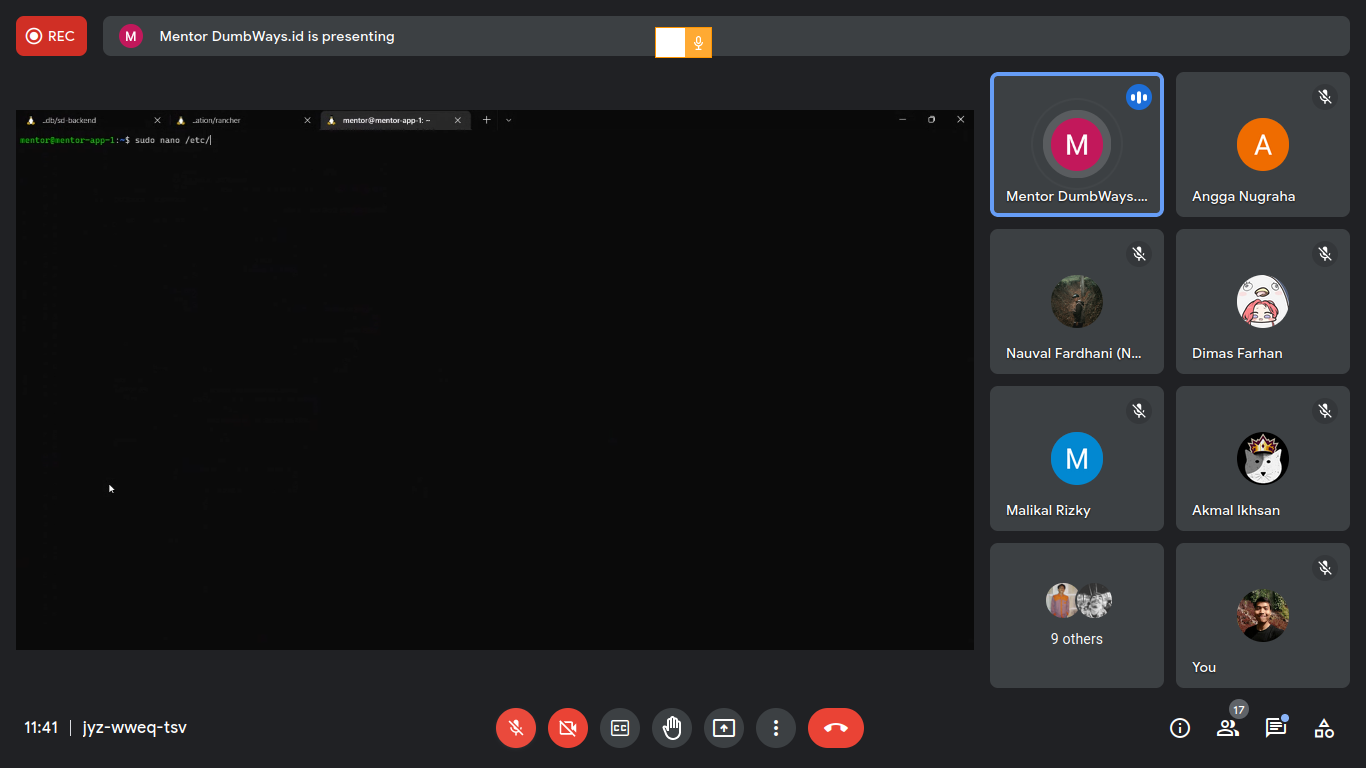 REC
M
Mentor DumbWays.id is presenting
..db/sd-backend
..ation/rancher
mentor@mentor-app-1: ~
mentor@mentor-app-1:~$ sudo nano /etc/
M
Mentor DumbWays....
A
Angga Nugraha
Nauval Fardhani (N...
Dimas Farhan
M
Malikal Rizky
Akmal Ikhsan
9 others
You
11:41 | jyz-wweq-tsv
CC
17